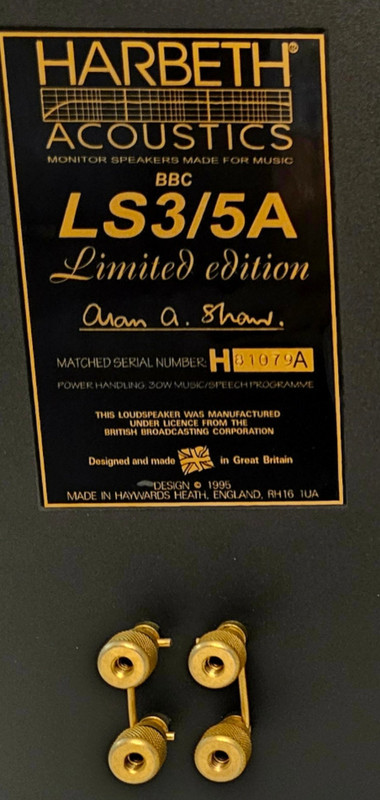 HARBETH®
ACOUSTICS
MONITOR SPEAKERS MADE FOR MUSIC
BBC
LS3/5A
Limited edition
Alan A. Shaw.
MATCHED SERIAL NUMBER: H 81079A
POWER HANDLING, 30W MUSIC/SPEECH PROGRAMME
THIS LOUDSPEAKER WAS MANUFACTURED
UNDER LICENCE FROM THE
BRITISH BROADCASTING CORPORATION
Designed and made in Great Britain
DESIGN © 1995
MADE IN HAYWARDS HEATH, ENGLAND, RH16 1UA